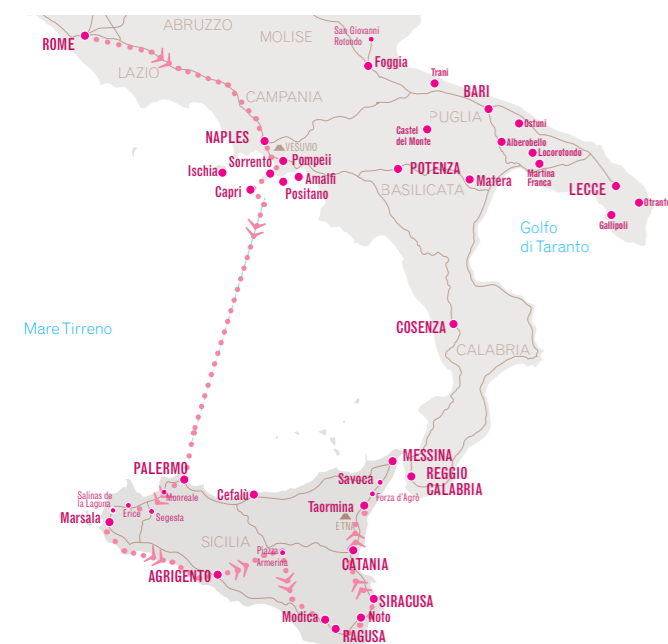 ABRUZZO
San Giovanni
Rotondo
MOLISE
ROME
LAZIO
Foggia
Trani
CAMPANIA
BARI
PUGLIA
Ostuni
NAPLES
Castel
del Monte
Alberobello
VESUVIO
Locorotondo
Sorrento
Pompeii
Ischia
POTENZA
Martina
Franca
Amalfi
Matera
Capri
Positano
BASILICATA
LECCE
Otranto
Gallipoli
Golfo
di Taranto
Mare Tirreno
COSENZA
CALABRIA
MESSINA
PALERMO
REGGIO
CALABRIA
Savoca
Monreale
Cefalù
Forza d'Agrò
Salinas de
la Laguna
Erice
Segesta
Taormina
Marsala
ETNA
SICILIA
Piazza
Armerina
CATANIA
AGRIGENTO
SIRACUSA
Modica
Noto
RAGUSA